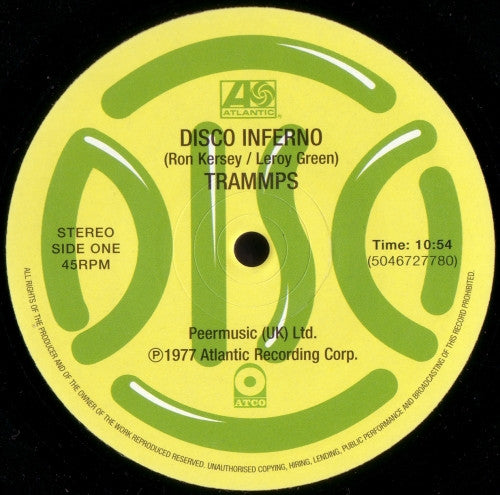 ATLANTIC
DISCO INFERNO
(Ron Kersey / Leroy Green)
TRAMMPS
STEREO
SIDE ONE
45RPM
Time: 10:54
(5046727780)
DISCO
Peermusic (UK) Ltd.
℗1977 Atlantic Recording Corp.
ATCO
ALL RIGHTS OF THE PRODUCER AND OF THE OWNER OF THE WORK REPRODUCED RESERVED. UNAUTHORISED COPYING, HIRING, LENDING, PUBLIC PERFORMANCE AND BROADCASTING OF THIS RECORD PROHIBITED.